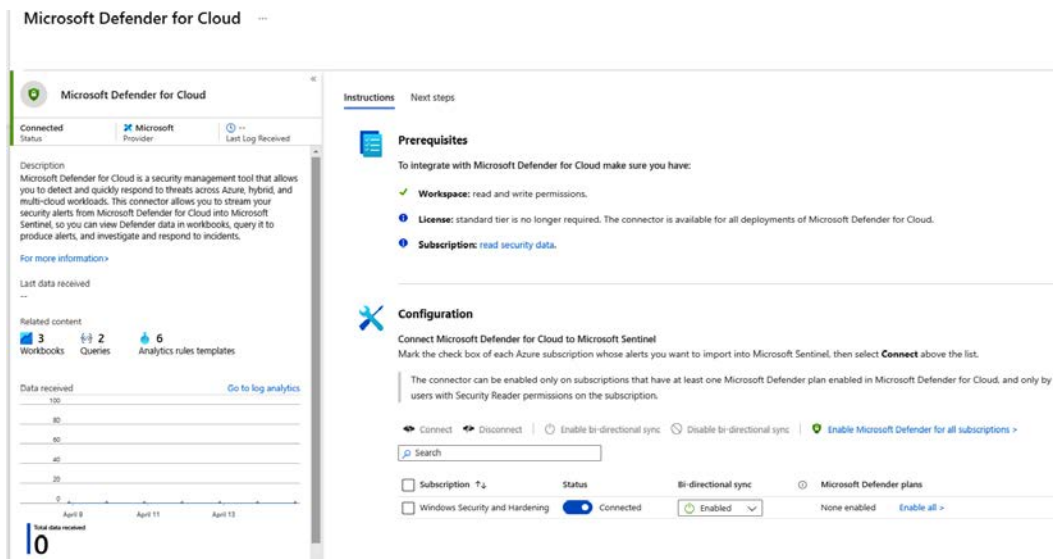 Microsoft Defender for Cloud ...
«
Microsoft Defender for Cloud
Connected
Status
Microsoft
Provider
--
Last Log Received
Description
Microsoft Defender for Cloud is a security management tool that allows
you to detect and quickly respond to threats across Azure, hybrid, and
multi-cloud workloads. This connector allows you to stream your
security alerts from Microsoft Defender for Cloud into Microsoft
Sentinel, so you can view Defender data in workbooks, query it to
produce alerts, and investigate and respond to incidents.
For more information>
Last data received
--
Related content
3
Workbooks
2
Queries
6
Analytics rules templates
Data received
Go to log analytics
100
80
60
40
20
0
April 9 April 11 April 13
Total data received
0
Instructions Next steps
Prerequisites
To integrate with Microsoft Defender for Cloud make sure you have:
Workspace: read and write permissions.
License: standard tier is no longer required. The connector is available for all deployments of Microsoft Defender for Cloud.
Subscription: read security data.
Configuration
Connect Microsoft Defender for Cloud to Microsoft Sentinel
Mark the check box of each Azure subscription whose alerts you want to import into Microsoft Sentinel, then select Connect above the list.
The connector can be enabled only on subscriptions that have at least one Microsoft Defender plan enabled in Microsoft Defender for Cloud, and only by
users with Security Reader permissions on the subscription.
Connect Disconnect | Enable bi-directional sync Disable bi-directional sync | Enable Microsoft Defender for all subscriptions >
Search
Subscription ↑↓ Status Bi-directional sync Microsoft Defender plans
Windows Security and Hardening Connected Enabled None enabled Enable all >